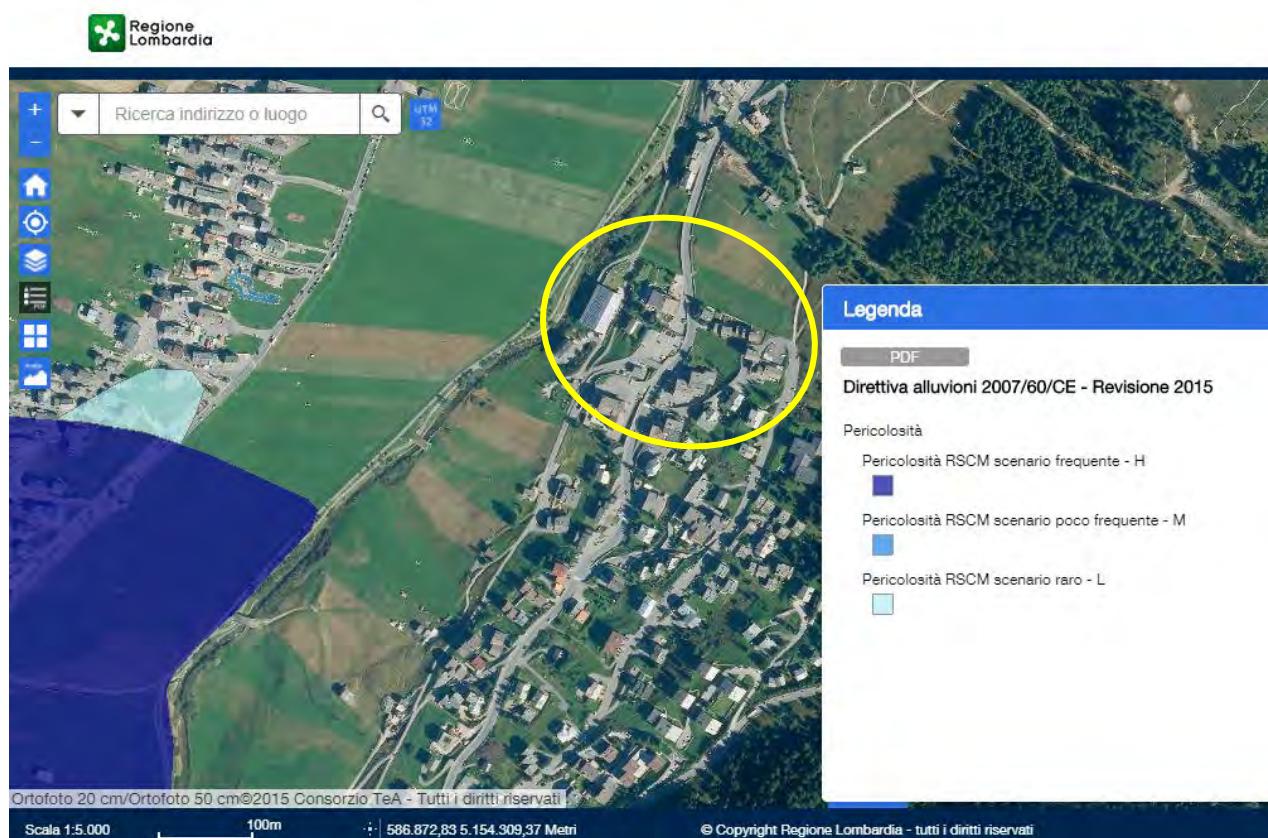 Regione
Lombardia
+
Ricerca indirizzo o luogo
UTM
32
−
PDF
Legenda
PDF
Direttiva alluvioni 2007/60/CE - Revisione 2015
Pericolosità
Pericolosità RSCM scenario frequente - H
Pericolosità RSCM scenario poco frequente - M
Pericolosità RSCM scenario raro - L
Ortofoto 20 cm/Ortofoto 50 cm©2015 Consorzio TeA - Tutti i diritti riservati
Scala 1:5.000
100m
586.872,83 5.154.309,37 Metri
© Copyright Regione Lombardia - tutti i diritti riservati